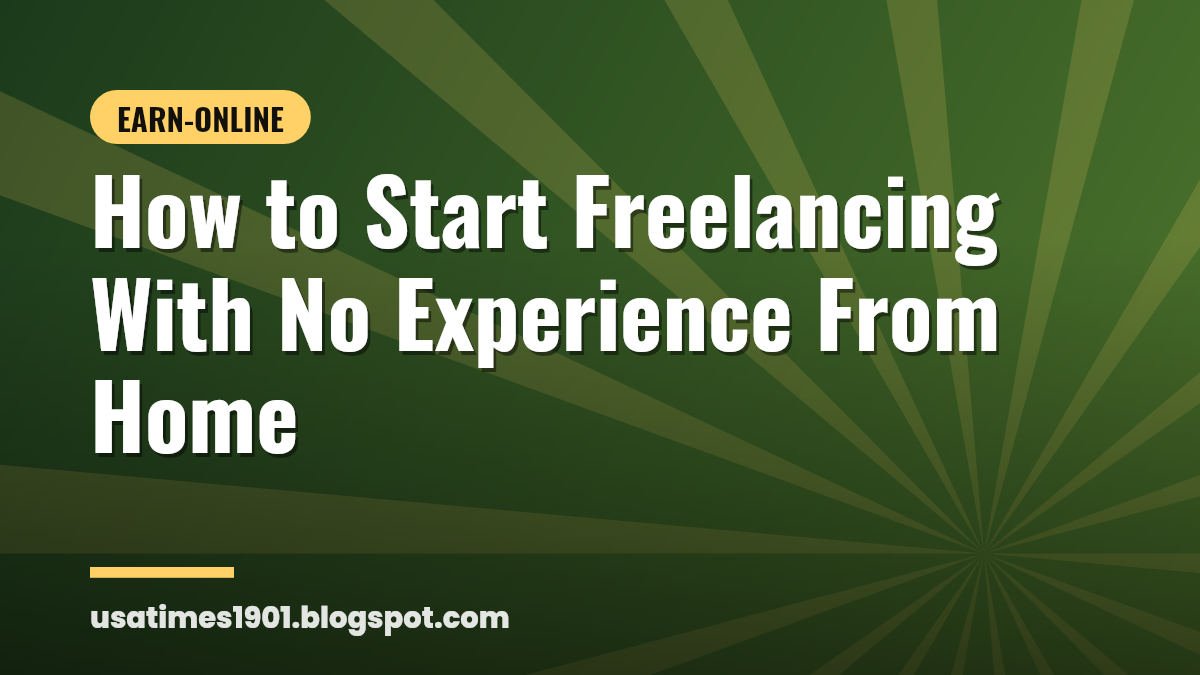 EARN-ONLINE
How to Start Freelancing
With No Experience From
Home
usatimes1901.blogspot.com